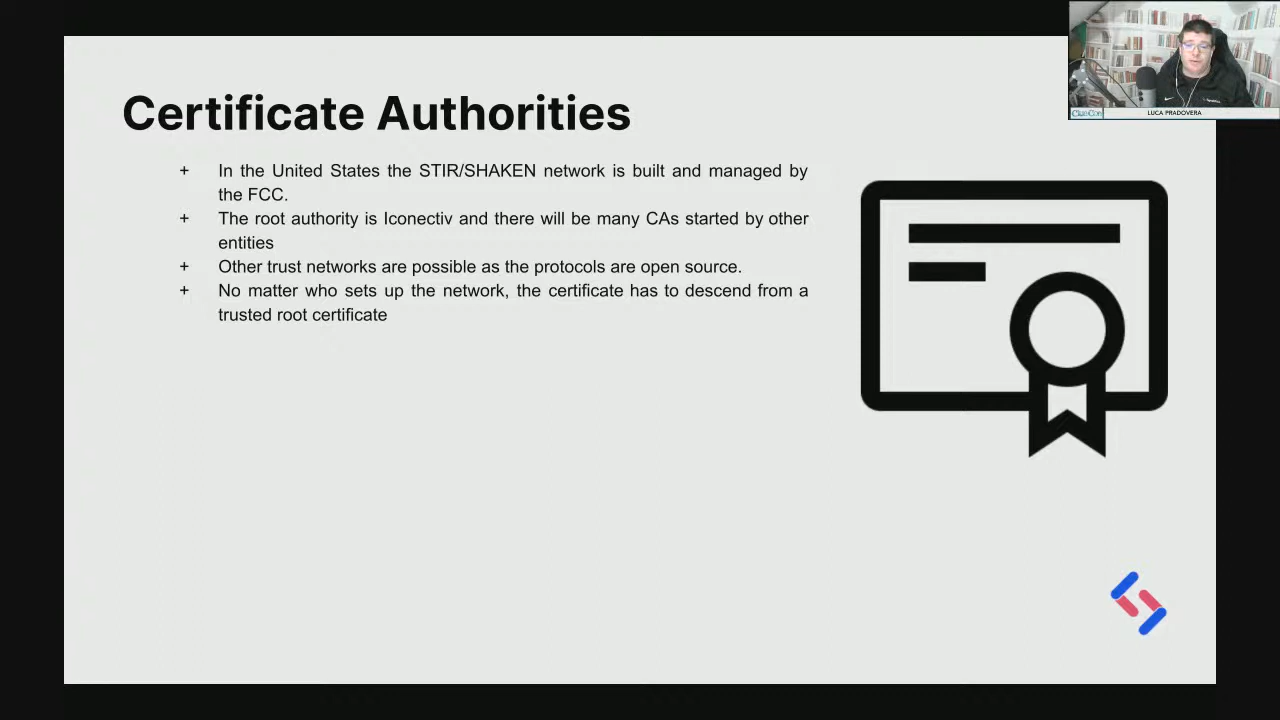 Certificate Authorities
+ In the United States the STIR/SHAKEN network is built and managed by
the FCC.
+ The root authority is Iconectiv and there will be many CAs started by other
entities
+ Other trust networks are possible as the protocols are open source.
+ No matter who sets up the network, the certificate has to descend from a
trusted root certificate
ClueCon
LUCA PRADOVERA